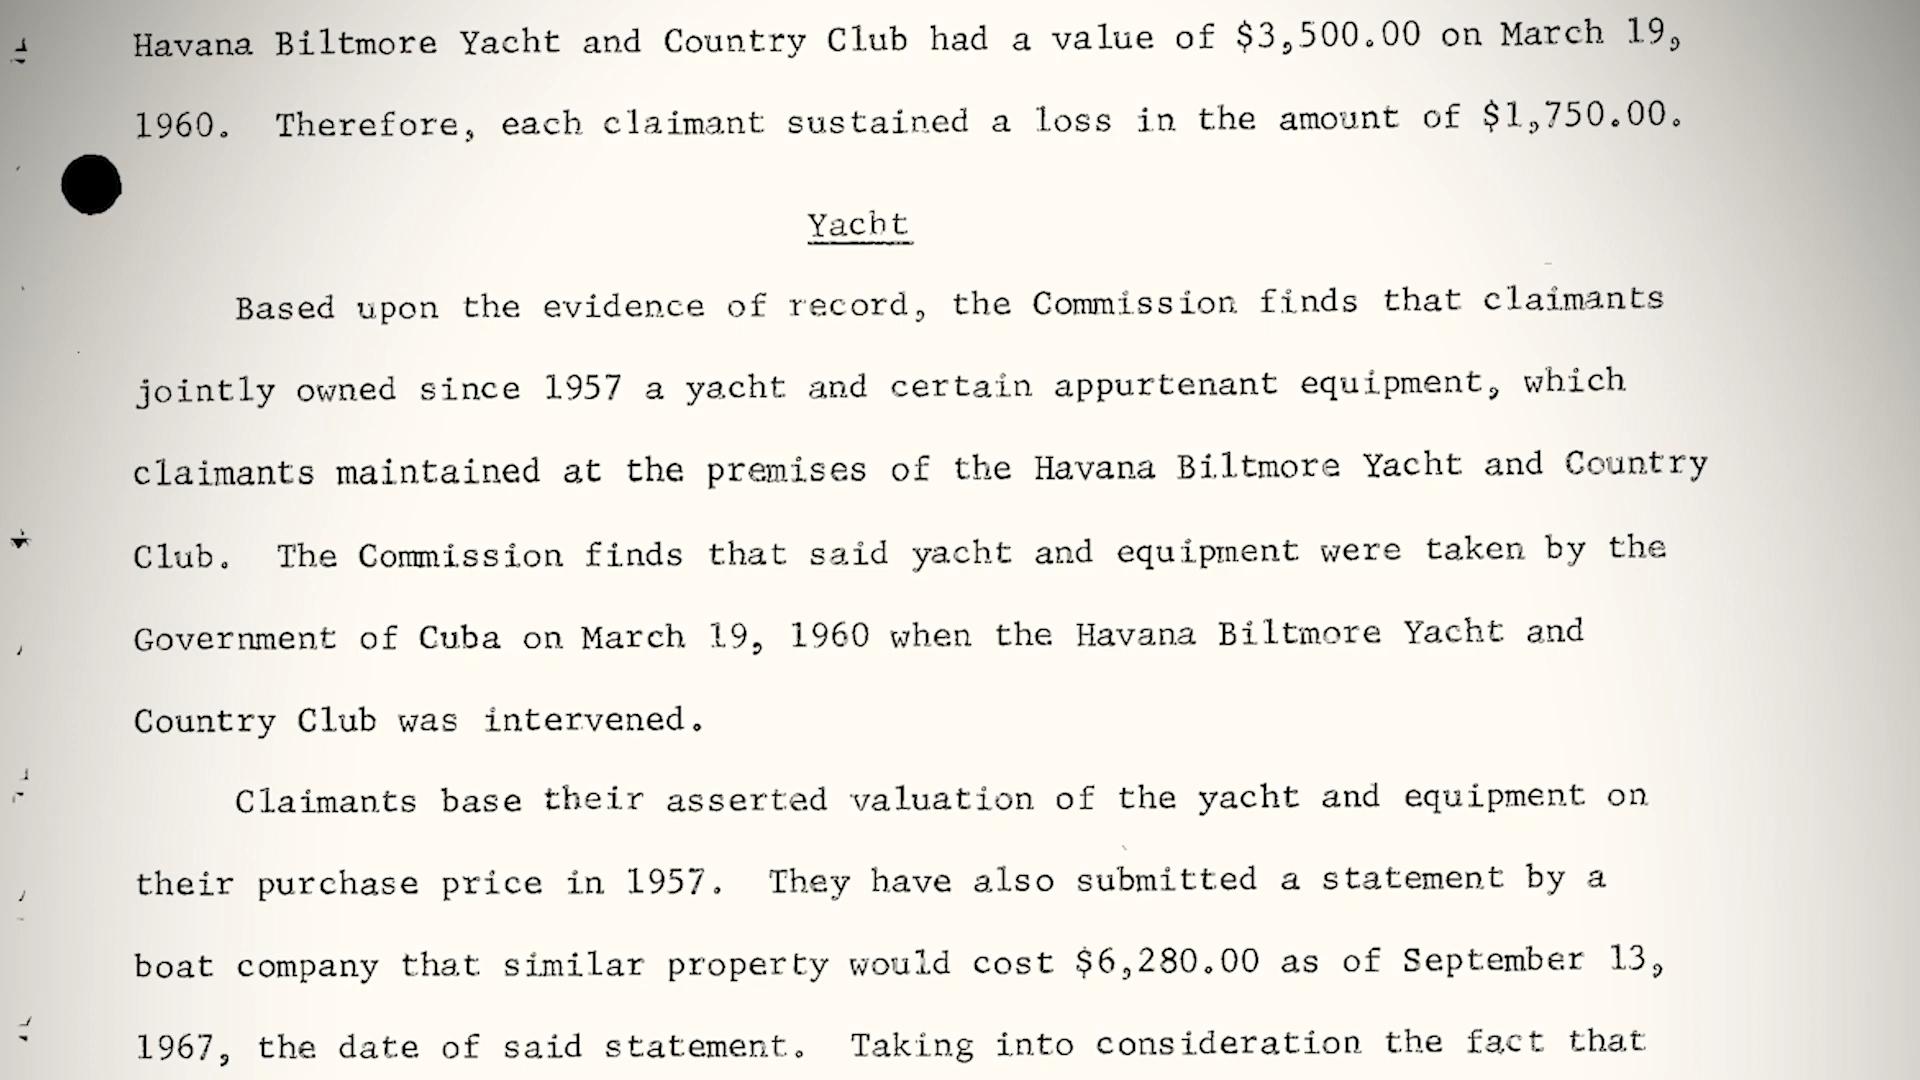 Havana Biltmore Yacht and Country Club had a value of $3,500.00 on March 19,
1960.  Therefore, each claimant sustained a loss in the amount of $1,750.00.
Yacht
Based upon the evidence of record, the Commission finds that claimants
jointly owned since 1957 a yacht and certain appurtenant equipment, which
claimants maintained at the premises of the Havana Biltmore Yacht and Country
Club.  The Commission finds that said yacht and equipment were taken by the
Government of Cuba on March 19, 1960 when the Havana Biltmore Yacht and
Country Club was intervened.
Claimants base their asserted valuation of the yacht and equipment on
their purchase price in 1957.  They have also submitted a statement by a
boat company that similar property would cost $6,280.00 as of September 13,
1967, the date of said statement.  Taking into consideration the fact that